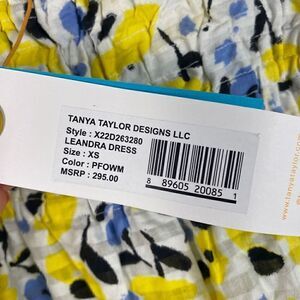 TANYA TAYLOR DESIGNS LLC
Style : X22D263280
LEANDRA DRESS
Size : XS
Color : PFOWM
MSRP : 295.00
8 89605 20085 1
www.tanyataylor.